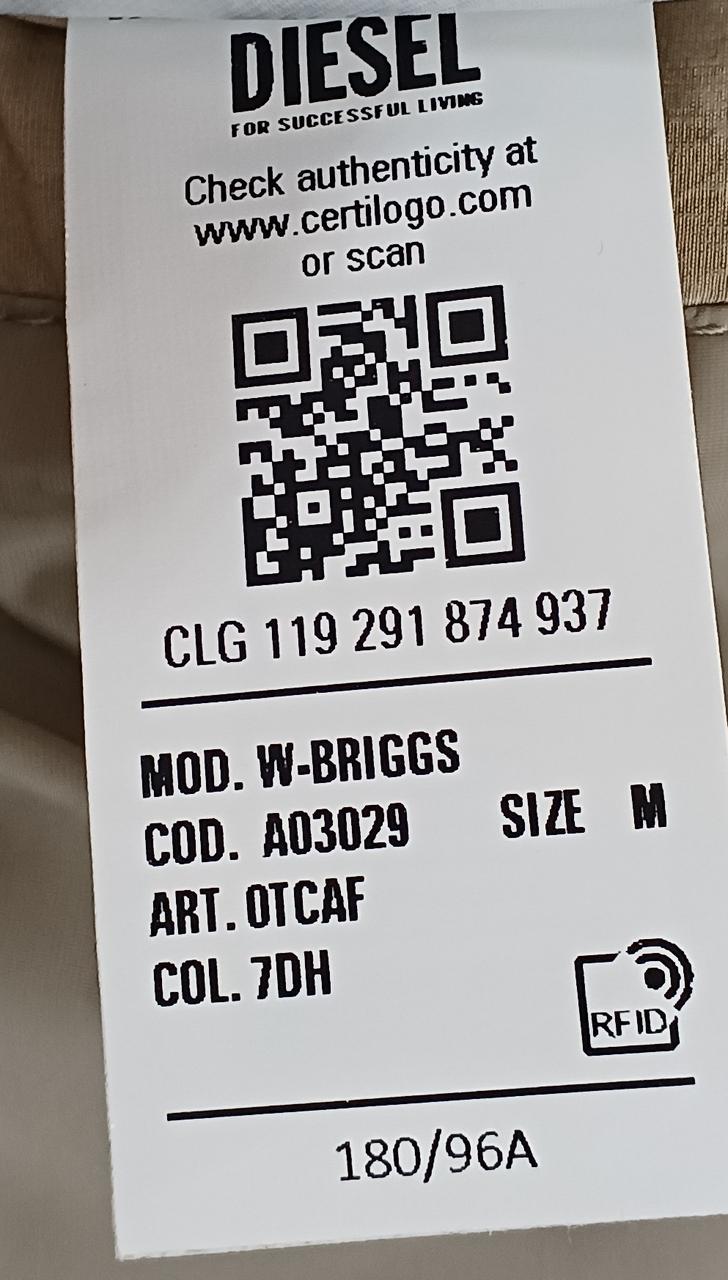 DIESEL
FOR SUCCESSFUL LIVING
Check authenticity at
www.certilogo.com
or scan
CLG 119 291 874 937
MOD. W-BRIGGS
COD. A03029 SIZE M
ART. 0TCAF
COL. 7DH
RFID
180/96A